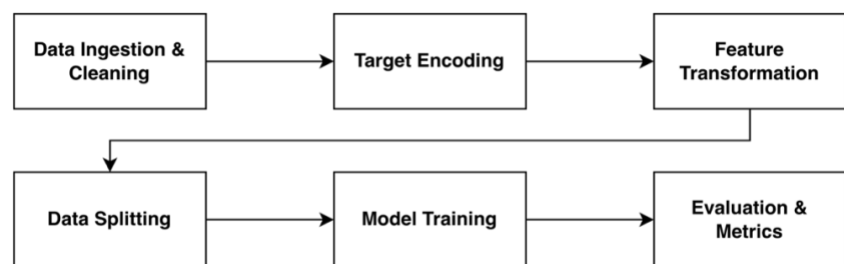 Data Ingestion &
Cleaning
Target Encoding
Feature
Transformation
Data Splitting
Model Training
Evaluation &
Metrics